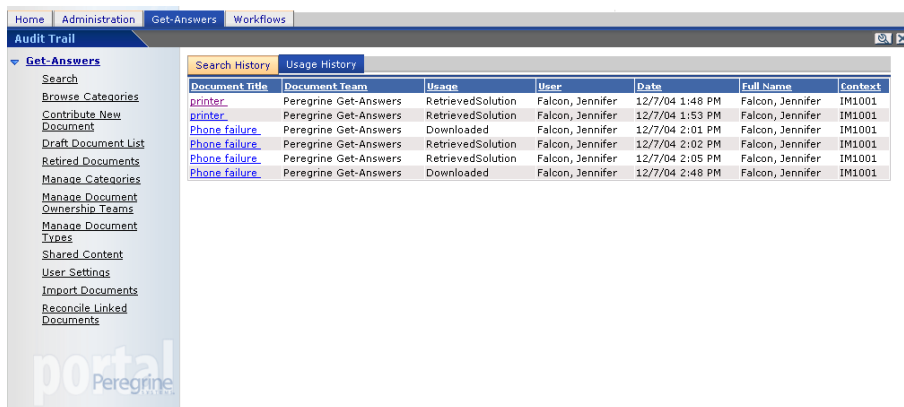 Home Administration Get-Answers Workflows
Audit Trail
Get-Answers
Search
Browse Categories
Contribute New
Document
Draft Document List
Retired Documents
Manage Categories
Manage Document
Ownership Teams
Manage Document
Types
Shared Content
User Settings
Import Documents
Reconcile Linked
Documents
portal
Peregrine
Search History Usage History
Document Title Document Team Usage User Date Full Name Context
printer Peregrine Get-Answers RetrievedSolution Falcon, Jennifer 12/7/04 1:48 PM Falcon, Jennifer IM1001
printer Peregrine Get-Answers RetrievedSolution Falcon, Jennifer 12/7/04 1:53 PM Falcon, Jennifer IM1001
Phone failure Peregrine Get-Answers Downloaded Falcon, Jennifer 12/7/04 2:01 PM Falcon, Jennifer IM1001
Phone failure Peregrine Get-Answers RetrievedSolution Falcon, Jennifer 12/7/04 2:02 PM Falcon, Jennifer IM1001
Phone failure Peregrine Get-Answers RetrievedSolution Falcon, Jennifer 12/7/04 2:05 PM Falcon, Jennifer IM1001
Phone failure Peregrine Get-Answers Downloaded Falcon, Jennifer 12/7/04 2:48 PM Falcon, Jennifer IM1001